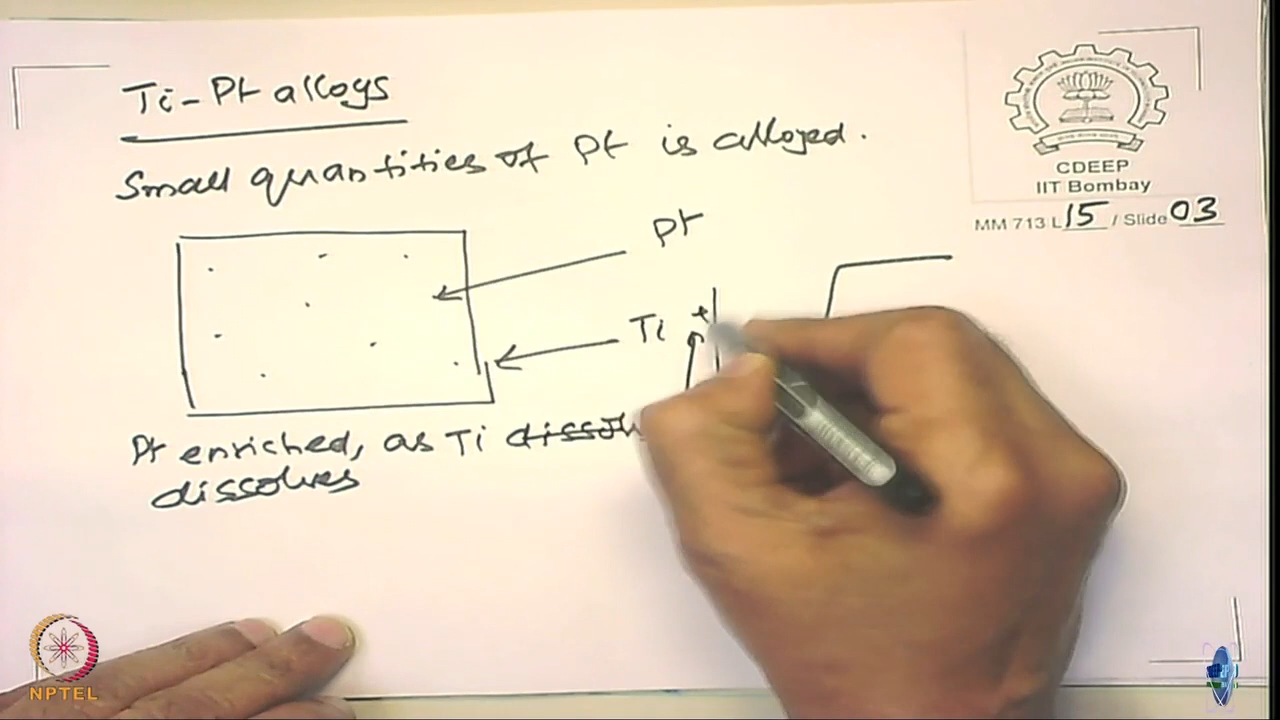 Ti-Pt alloys
Small quantities of Pt is alloyed.
Pt
Ti
+
Pt enriched, as Ti
dissolves
CDEEP
IIT Bombay
MM 713 L 15 / Slide 03
NPTEL